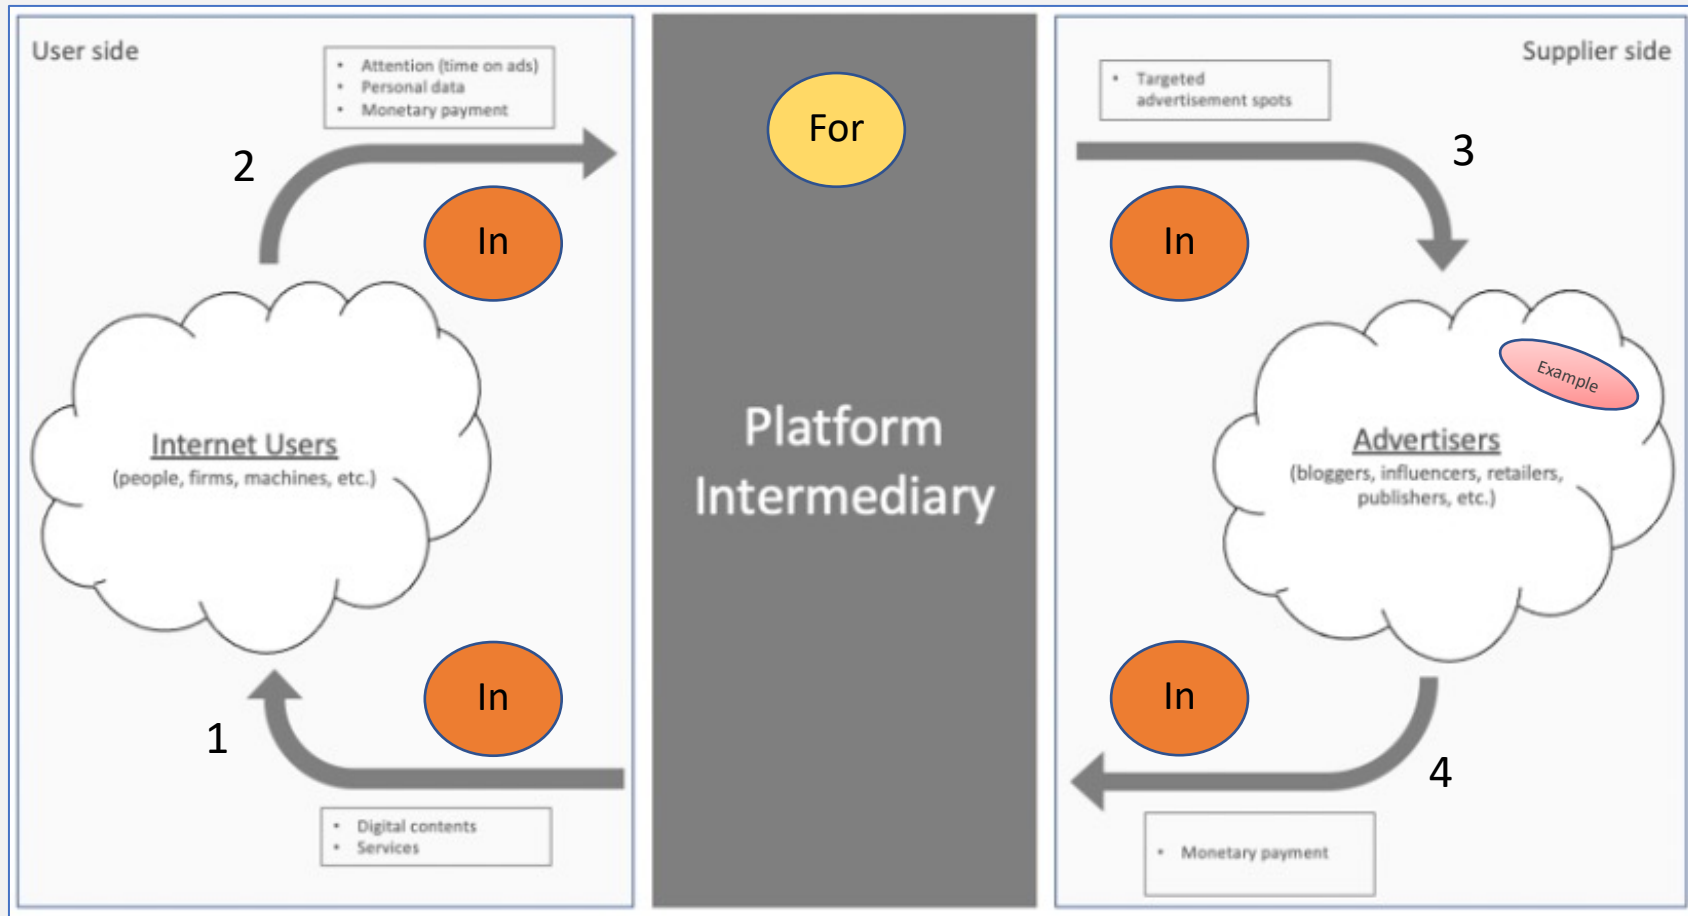 User side
• Attention (time on ads)
• Personal data
• Monetary payment
2
In
Internet Users
(people, firms, machines, etc.)
In
1
• Digital contents
• Services
For
Platform
Intermediary
Supplier side
• Targeted
advertisement spots
3
In
Example
Advertisers
(bloggers, influencers, retailers,
publishers, etc.)
In
4
• Monetary payment